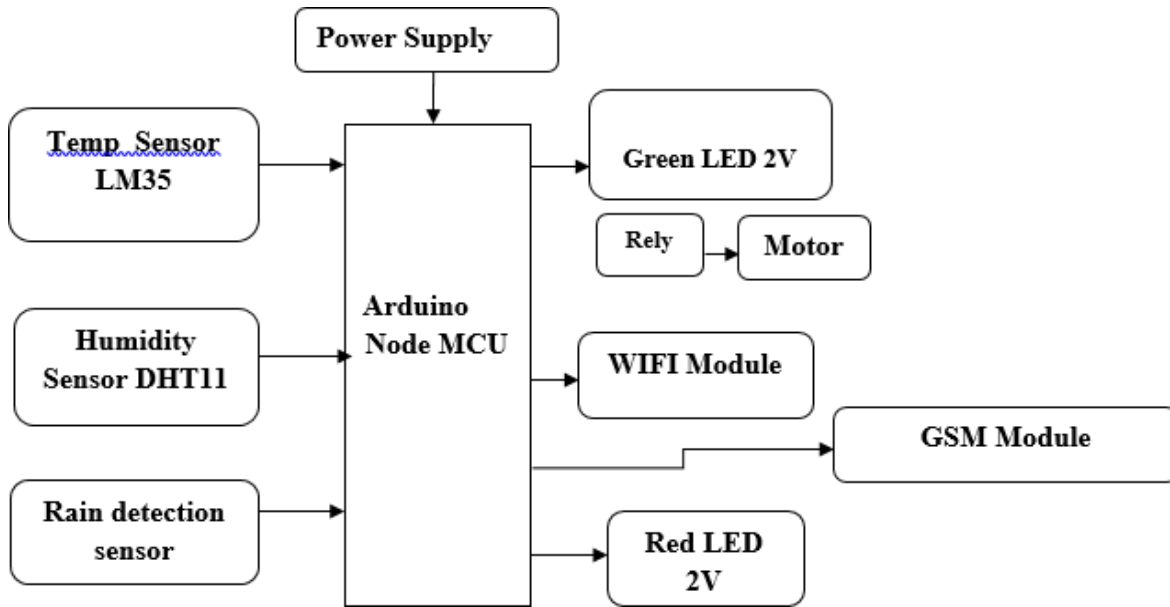 Power Supply
Temp  Sensor
LM35
Green LED 2V
Rely
Motor
Arduino
Node MCU
Humidity
Sensor DHT11
WIFI Module
GSM Module
Rain detection
sensor
Red LED
2V